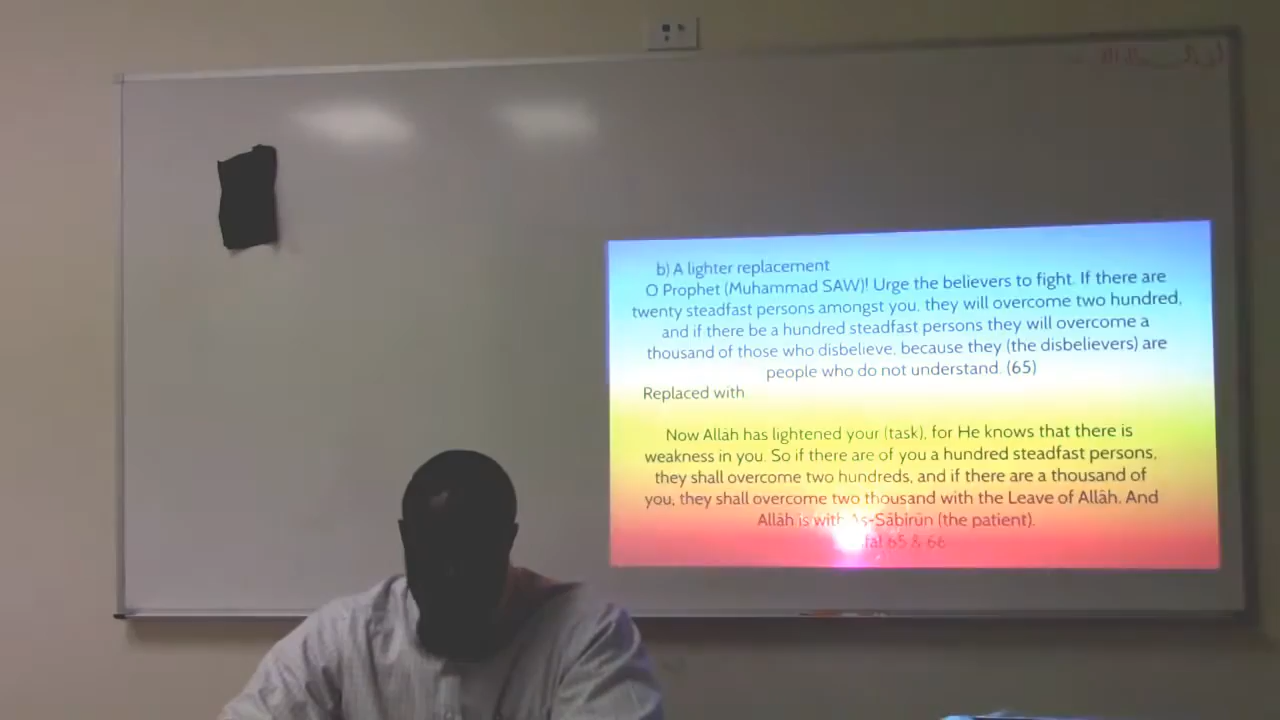 b) A lighter replacement
O Prophet (Muhammad SAW)! Urge the believers to fight. If there are
twenty steadfast persons amongst you, they will overcome two hundred,
and if there be a hundred steadfast persons they will overcome a
thousand of those who disbelieve, because they (the disbelievers) are
people who do not understand. (65)
Replaced with
Now Allâh has lightened your (task), for He knows that there is
weakness in you. So if there are of you a hundred steadfast persons,
they shall overcome two hundreds, and if there are a thousand of
you, they shall overcome two thousand with the Leave of Allâh. And
Allâh is with As-Sâbirûn (the patient).
65 & 66